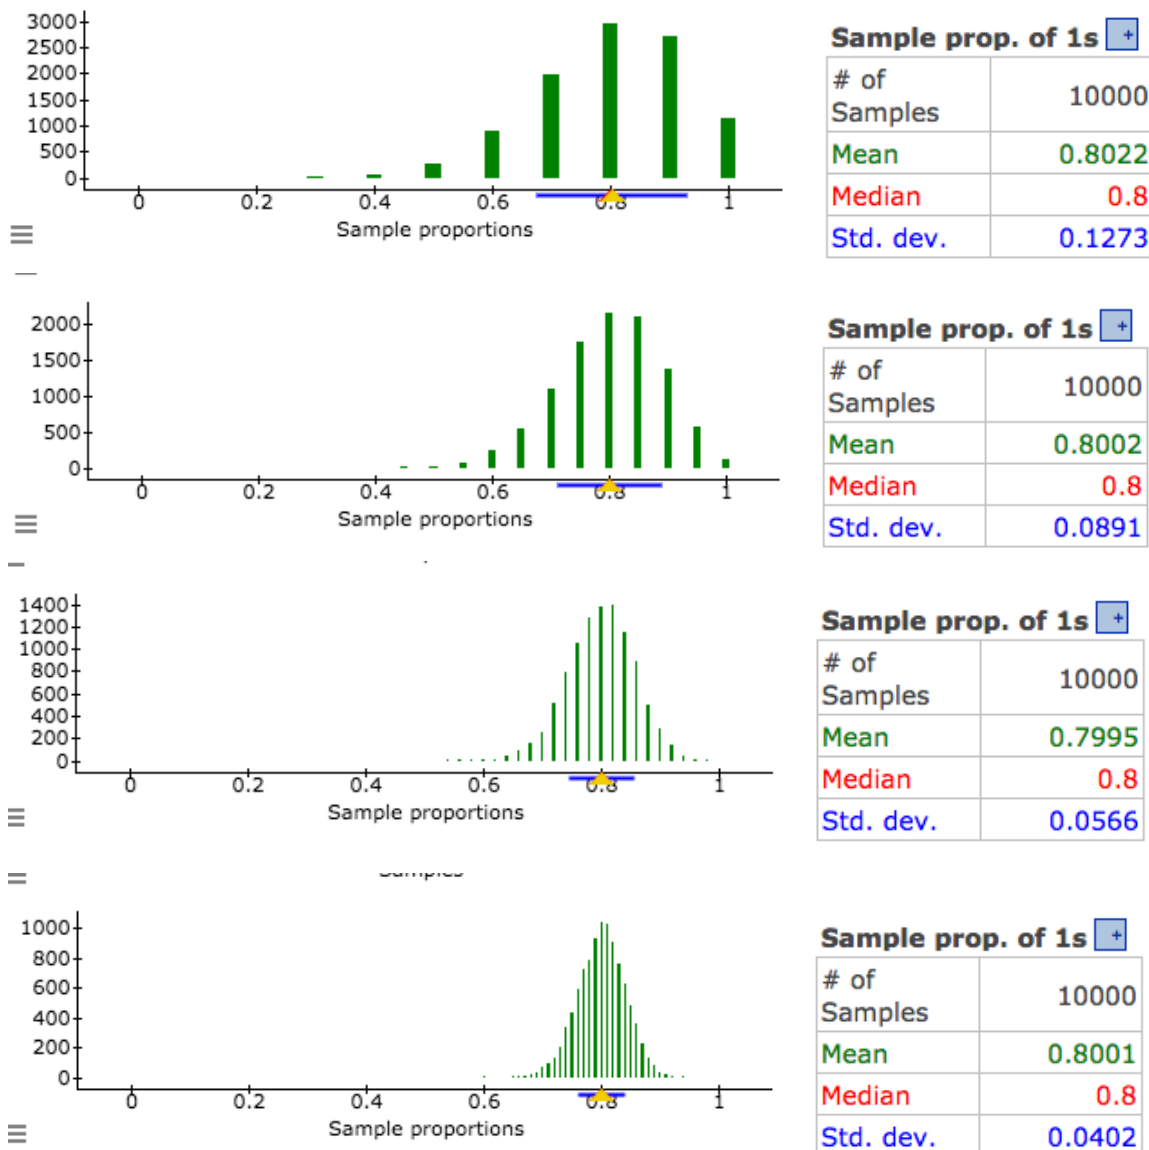 3000
2500
2000
1500
1000
500
0
0 0.2 0.4 0.6 0.8 1
Sample proportions
Sample prop. of 1s +
# of
Samples 10000
Mean 0.8022
Median 0.8
Std. dev. 0.1273
2000
1500
1000
500
0
0 0.2 0.4 0.6 0.8 1
Sample proportions
Sample prop. of 1s +
# of
Samples 10000
Mean 0.8002
Median 0.8
Std. dev. 0.0891
1400
1200
1000
800
600
400
200
0
0 0.2 0.4 0.6 0.8 1
Sample proportions
Sample prop. of 1s +
# of
Samples 10000
Mean 0.7995
Median 0.8
Std. dev. 0.0566
Samples
1000
800
600
400
200
0
0 0.2 0.4 0.6 0.8 1
Sample proportions
Sample prop. of 1s +
# of
Samples 10000
Mean 0.8001
Median 0.8
Std. dev. 0.0402